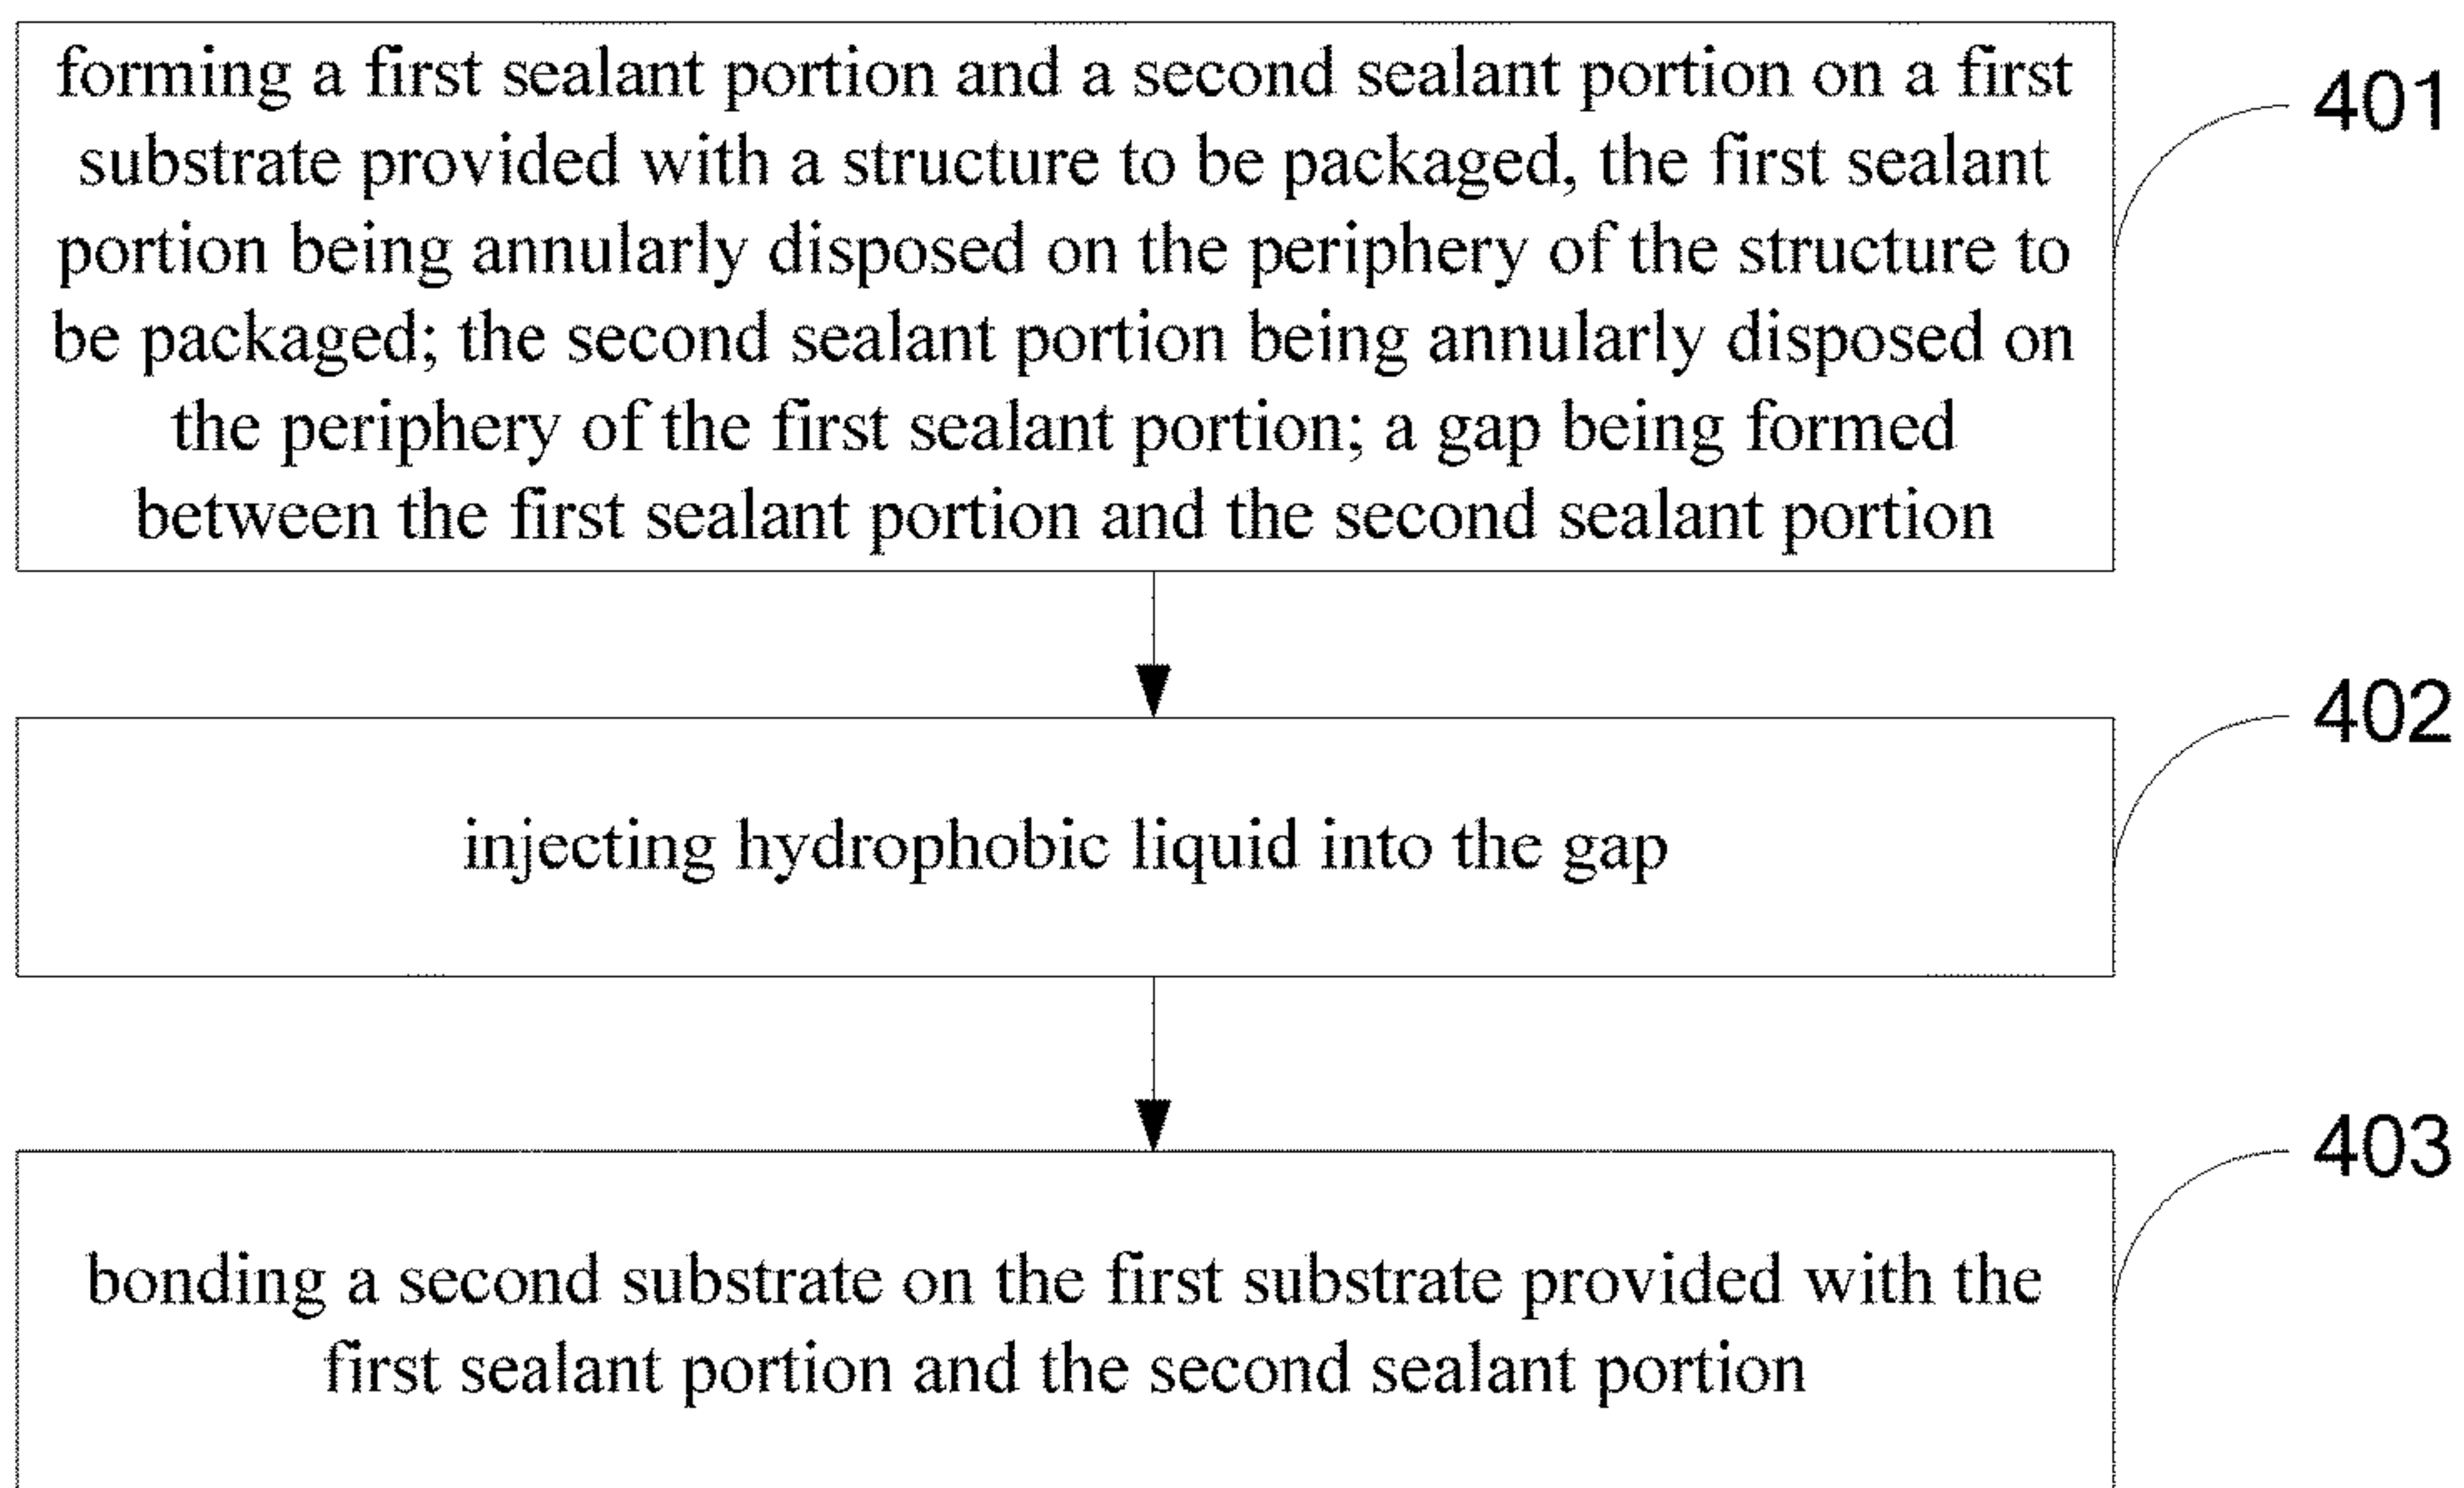 forming a first sealant portion and a second sealant portion on a first
substrate provided with a structure to be packaged, the first sealant
portion being annularly disposed on the periphery of the structure to
be packaged; the second sealant portion being annularly disposed on
the periphery of the first sealant portion; a gap being formed
between the first sealant portion and the second sealant portion
401
injecting hydrophobic liquid into the gap
402
bonding a second substrate on the first substrate provided with the
first sealant portion and the second sealant portion
403